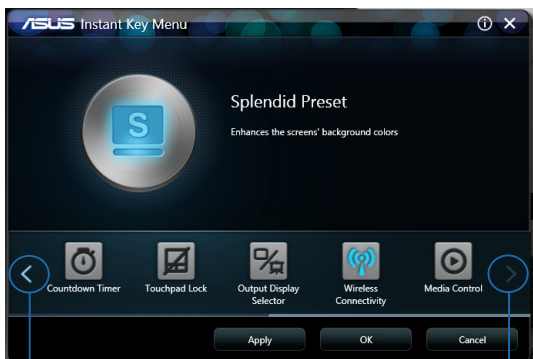 ASUS Instant Key Menu
S
Splendid Preset
Enhances the screens' background colors
Countdown Timer
Touchpad Lock
Output Display
Selector
Wireless
Connectivity
Media Control
Apply
OK
Cancel